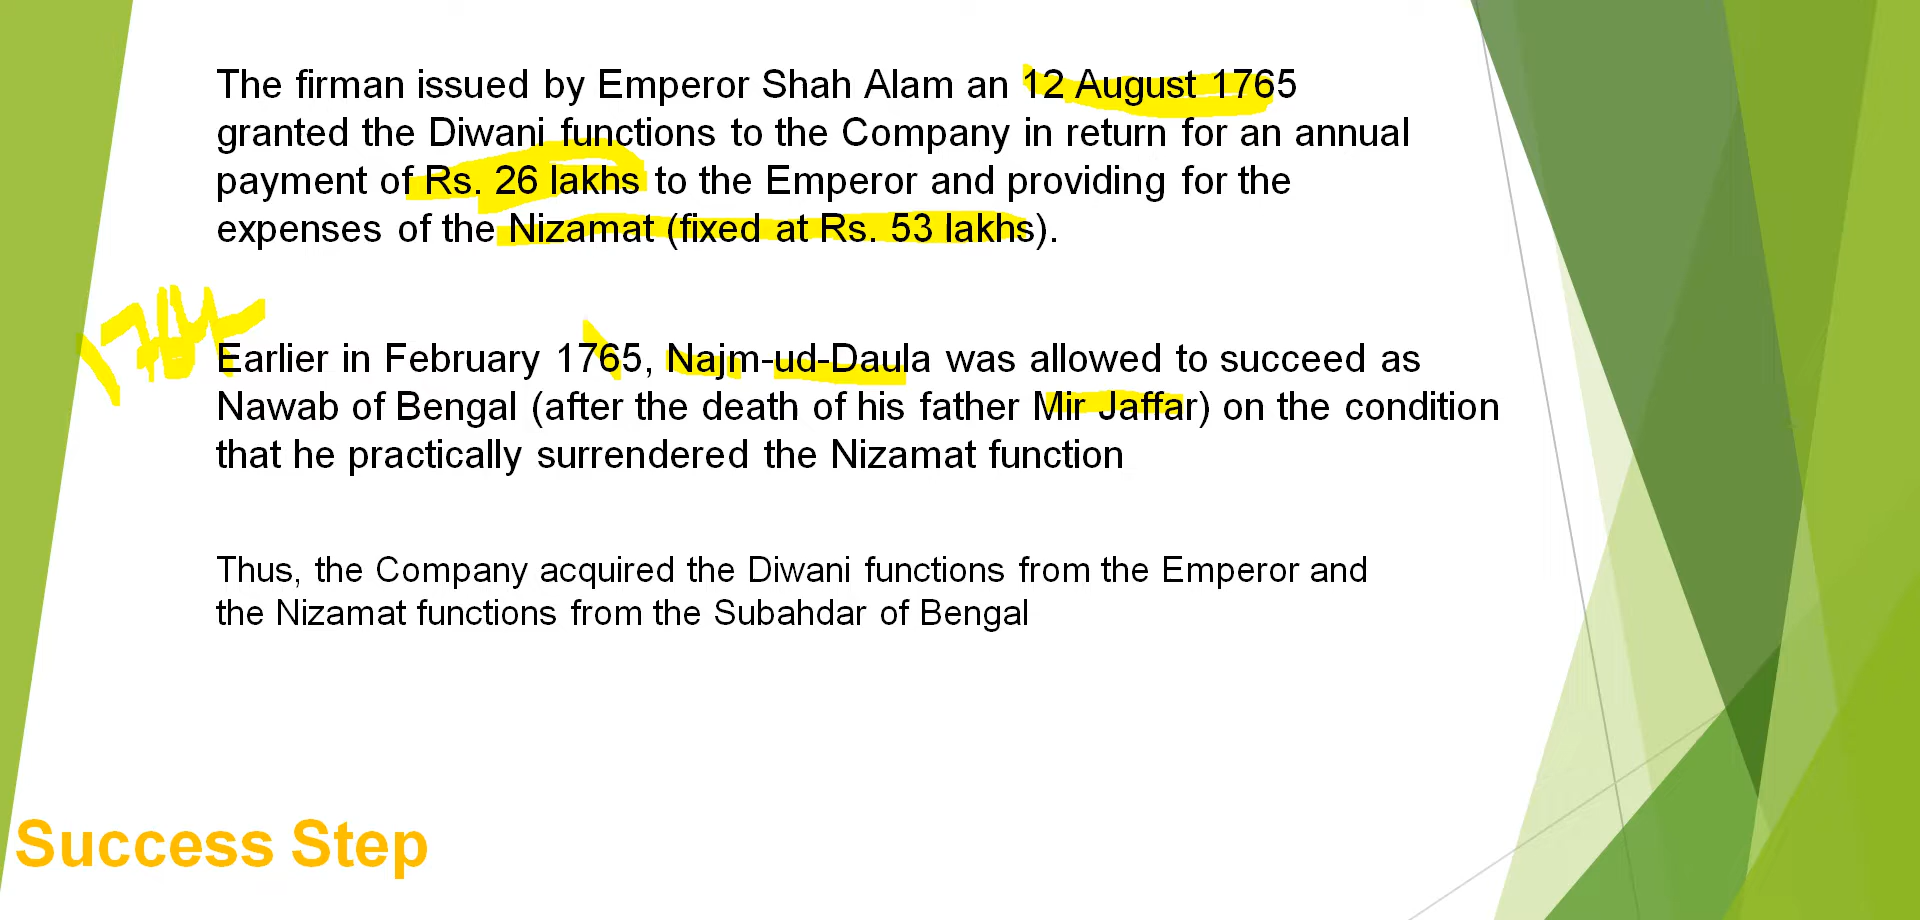 The firman issued by Emperor Shah Alam an 12 August 1765
granted the Diwani functions to the Company in return for an annual
payment of Rs. 26 lakhs to the Emperor and providing for the
expenses of the Nizamat (fixed at Rs. 53 lakhs).
Earlier in February 1765, Najm-ud-Daula was allowed to succeed as
Nawab of Bengal (after the death of his father Mir Jaffar) on the condition
that he practically surrendered the Nizamat function
Thus, the Company acquired the Diwani functions from the Emperor and
the Nizamat functions from the Subahdar of Bengal
Success Step